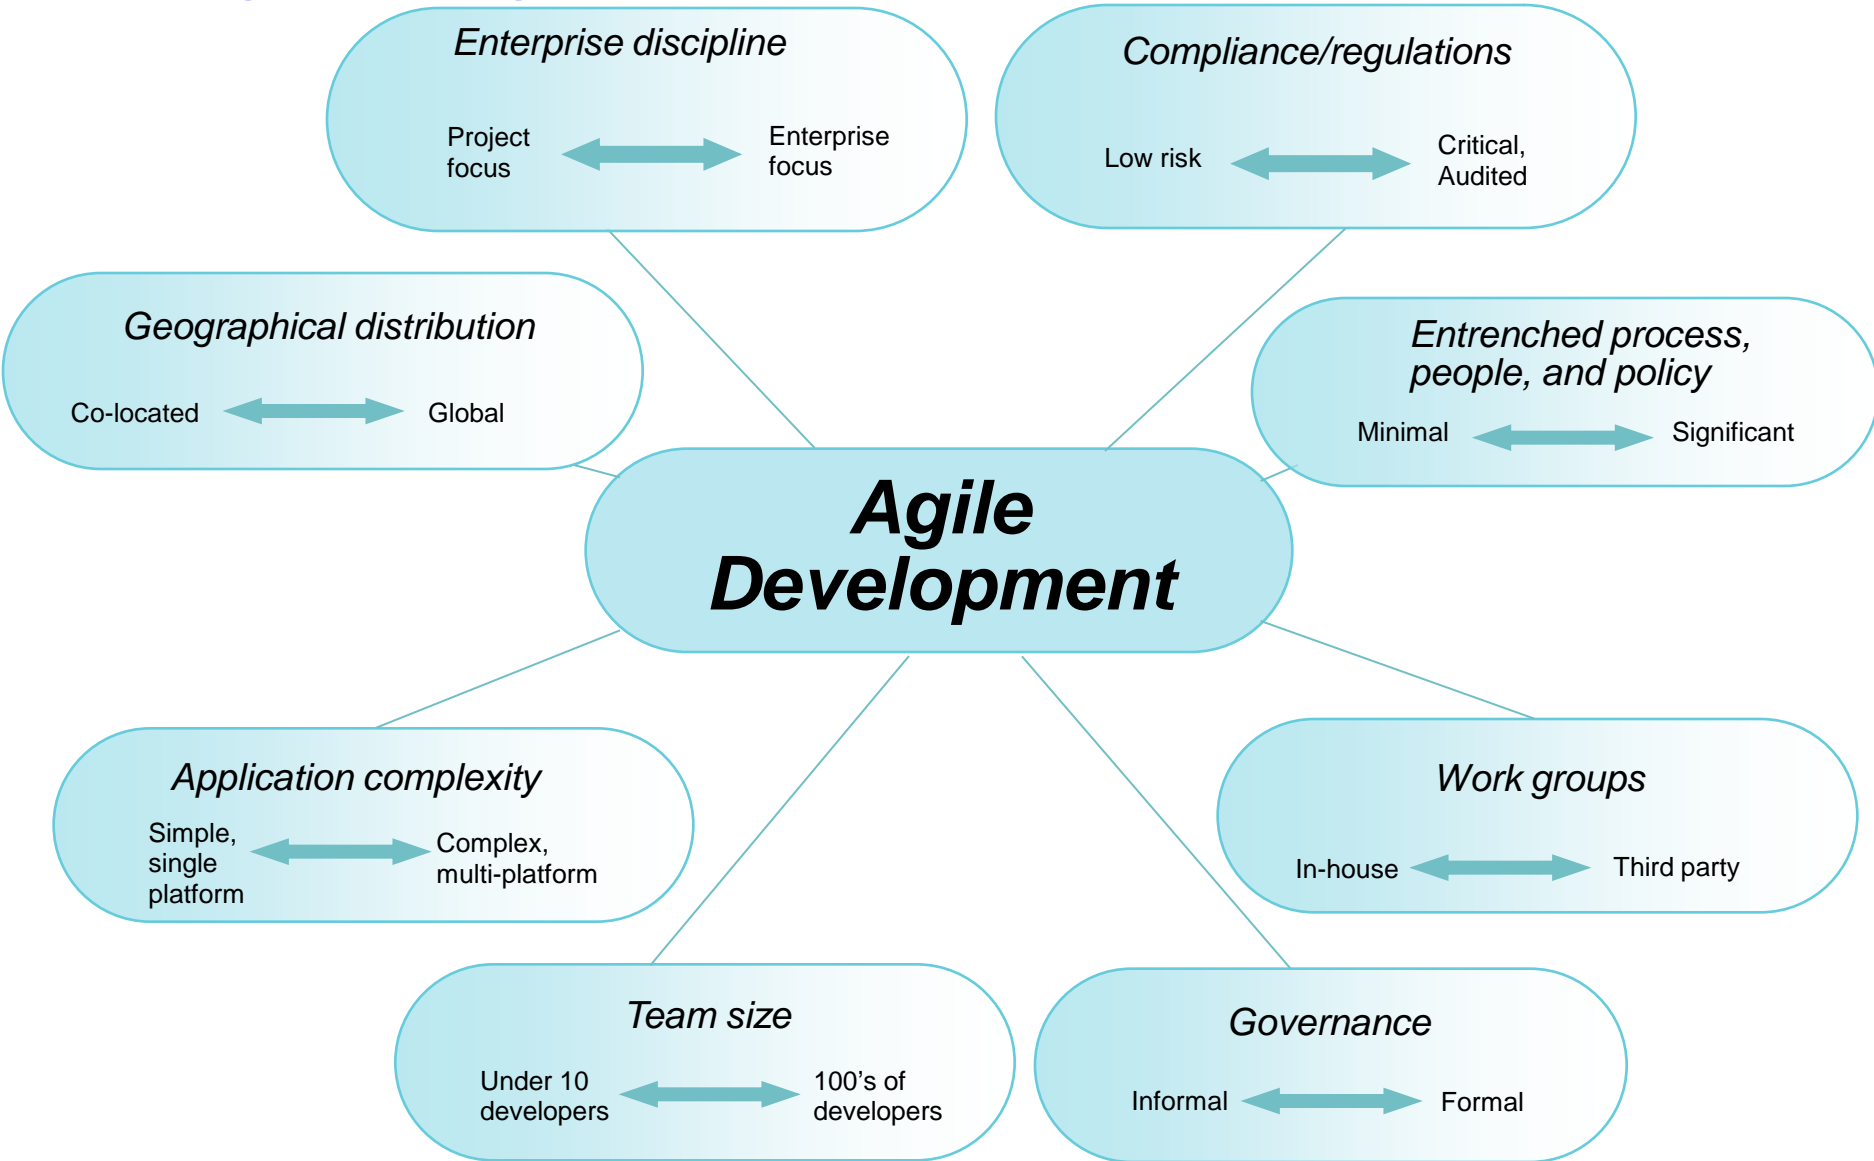 Enterprise discipline
Project
focus
Enterprise
focus
Compliance/regulations
Low risk
Critical,
Audited
Geographical distribution
Co-located
Global
Entrenched process,
people, and policy
Minimal
Significant
Agile
Development
Application complexity
Simple,
single
platform
Complex,
multi-platform
Work groups
In-house
Third party
Team size
Under 10
developers
100’s of
developers
Governance
Informal
Formal